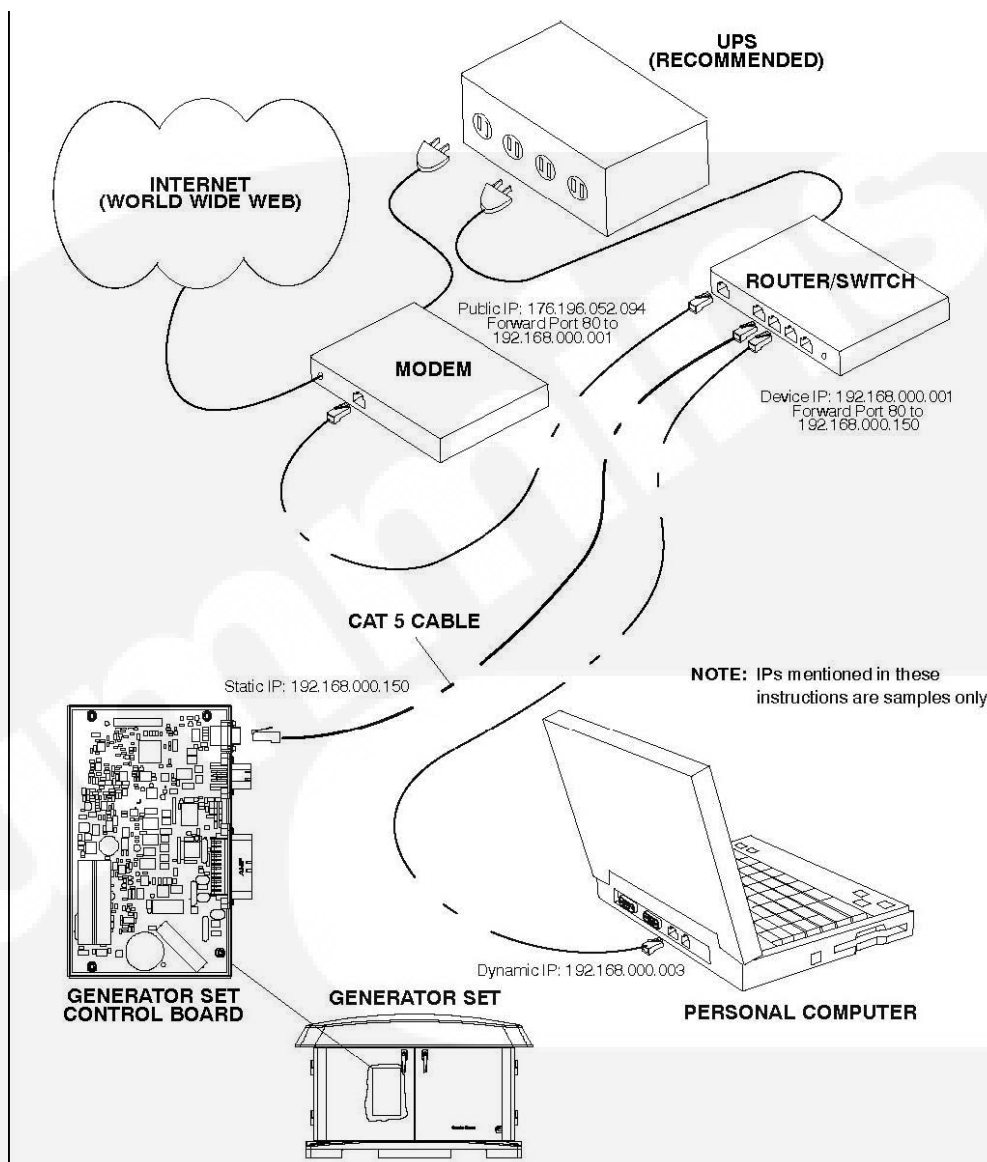 UPS
(RECOMMENDED)
INTERNET
(WORLD WIDE WEB)
ROUTER/SWITCH
Public IP: 176.196.052.094
Forward Port 80 to
192.168.000.001
MODEM
Device IP: 192.168.000.001
Forward Port 80 to
192.168.000.150
CAT 5 CABLE
Static IP: 192.168.000.150
NOTE: IPs mentioned in these
instructions are samples only
AMP
Dynamic IP: 192.168.000.003
GENERATOR SET
CONTROL BOARD
GENERATOR SET
PERSONAL COMPUTER